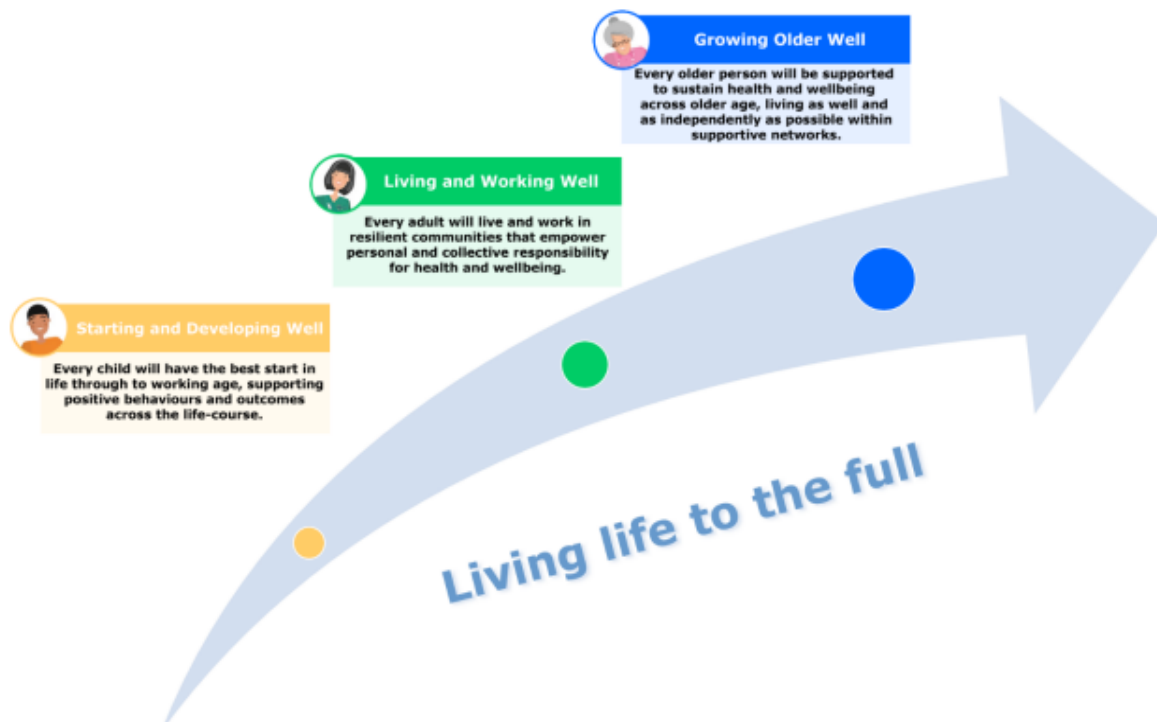 Growing Older Well
Every older person will be supported
to sustain health and wellbeing
across older age, living as well and
as independently as possible within
supportive networks.
Living and Working Well
Every adult will live and work in
resilient communities that empower
personal and collective responsibility
for health and wellbeing.
Starting and Developing Well
Every child will have the best start in
life through to working age, supporting
positive behaviours and outcomes
across the life-course.
Living life to the full